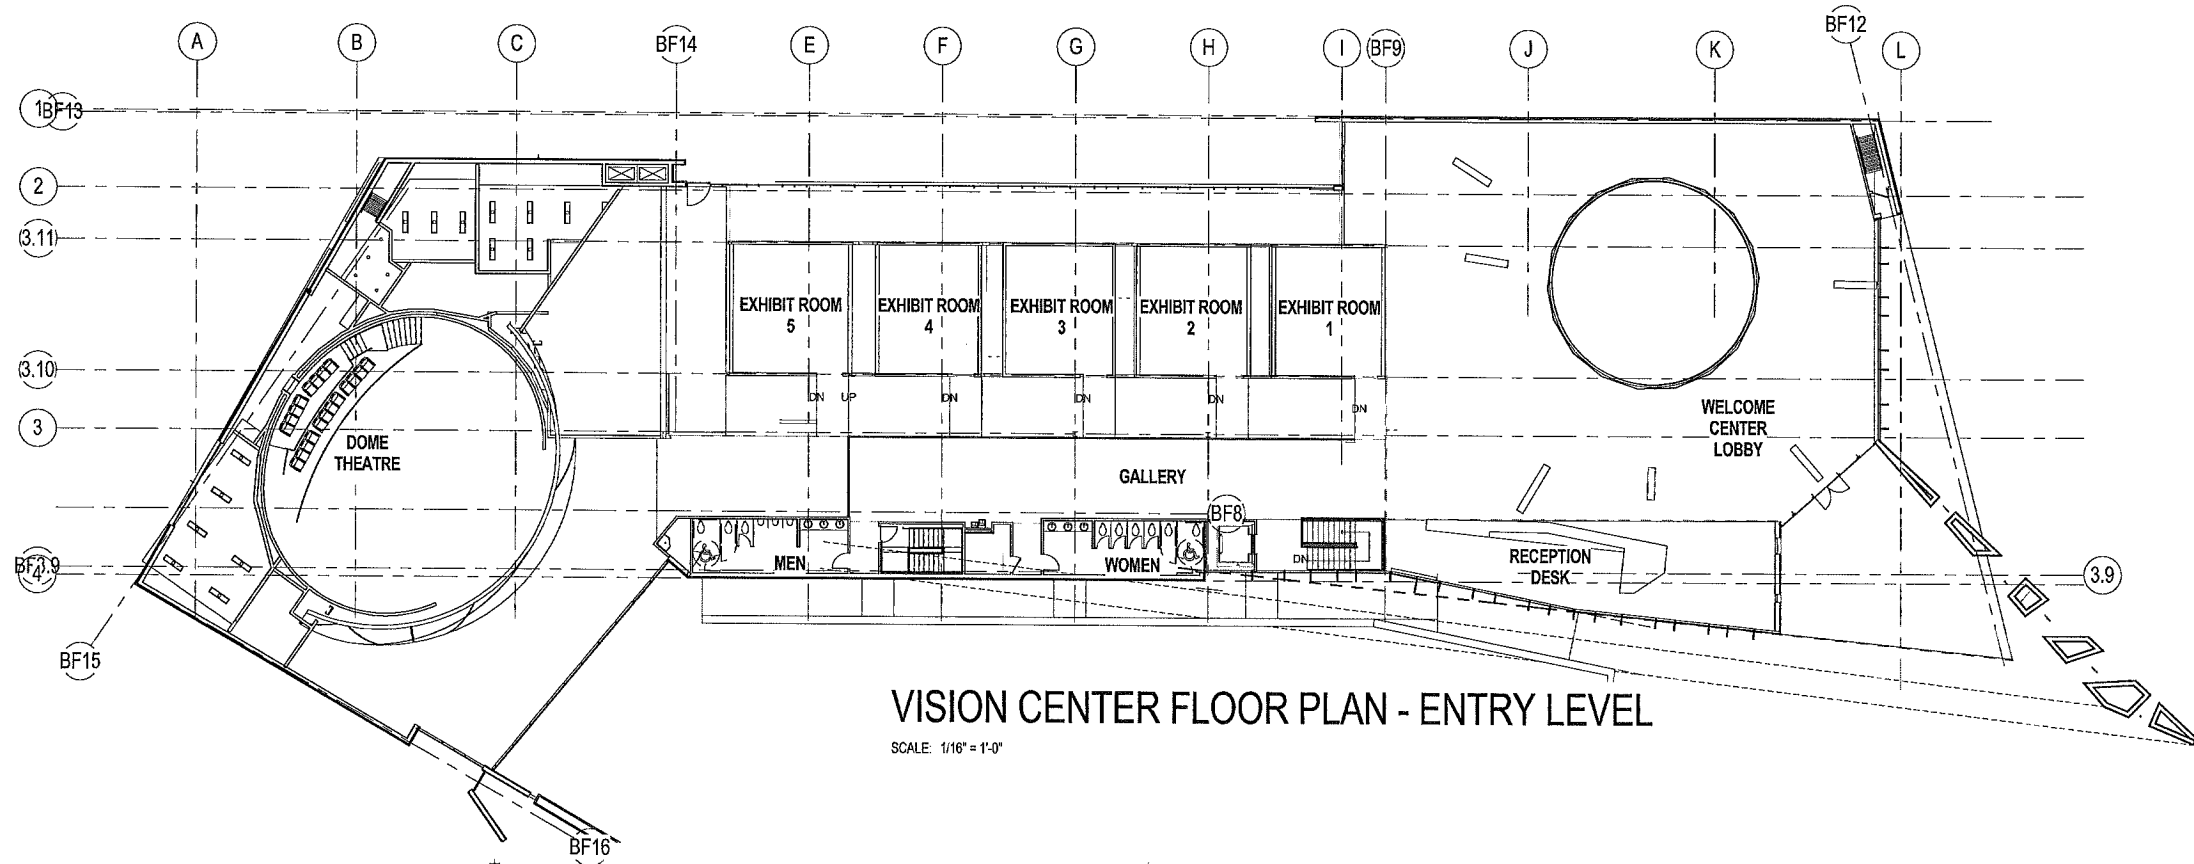 A
B
C
BF14
E
F
G
H
I
BF9
J
K
BF12
L
1
BF13
2
(3.11)
(3.10)
3
4
BF15
BF16
BF8
3.9
EXHIBIT ROOM
5
EXHIBIT ROOM
4
EXHIBIT ROOM
3
EXHIBIT ROOM
2
EXHIBIT ROOM
1
DN
UP
DN
DN
DN
DN
DOME
THEATRE
WELCOME
CENTER
LOBBY
GALLERY
MEN
WOMEN
DN
RECEPTION
DESK
VISION CENTER FLOOR PLAN - ENTRY LEVEL
SCALE: 1/16" = 1'-0"